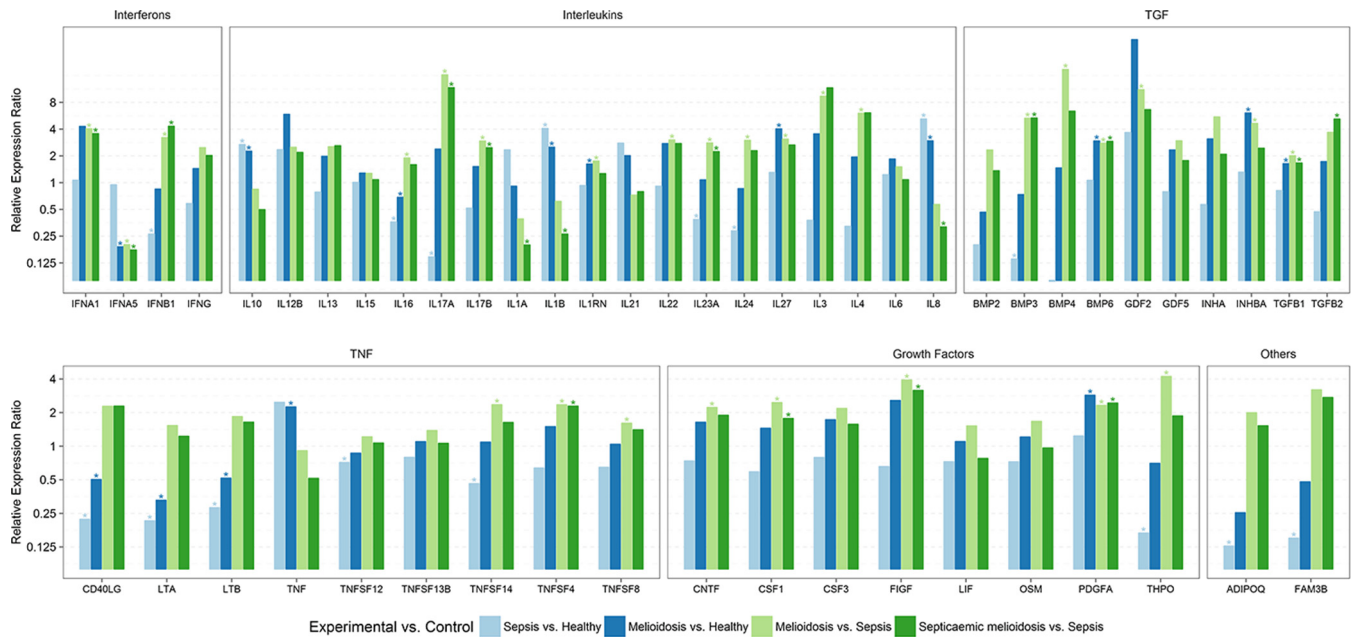 Interferons Interleukins TGF
Relative Expression Ratio
8
4
2
1
0.5
0.25
0.125
IFNA1 IFNA5 IFNB1 IFNG IL10 IL12B IL13 IL15 IL16 IL17A IL17B IL1A IL1B IL1RN IL21 IL22 IL23A IL24 IL27 IL3 IL4 IL6 IL8 BMP2 BMP3 BMP4 BMP6 GDF2 GDF5 INHA INHBA TGFB1 TGFB2
TNF Growth Factors Others
Relative Expression Ratio
4
2
1
0.5
0.25
0.125
CD40LG LTA LTB TNF TNFSF12 TNFSF13B TNFSF14 TNFSF4 TNFSF8 CNTF CSF1 CSF3 FIGF LIF OSM PDGFA THPO ADIPOQ FAM3B
Experimental vs. Control Sepsis vs. Healthy Melioidosis vs. Healthy Melioidosis vs. Sepsis Septicaemic melioidosis vs. Sepsis